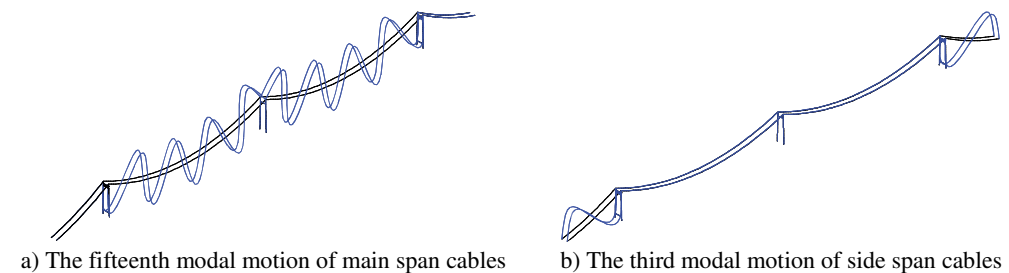 a) The fifteenth modal motion of main span cables
b) The third modal motion of side span cables